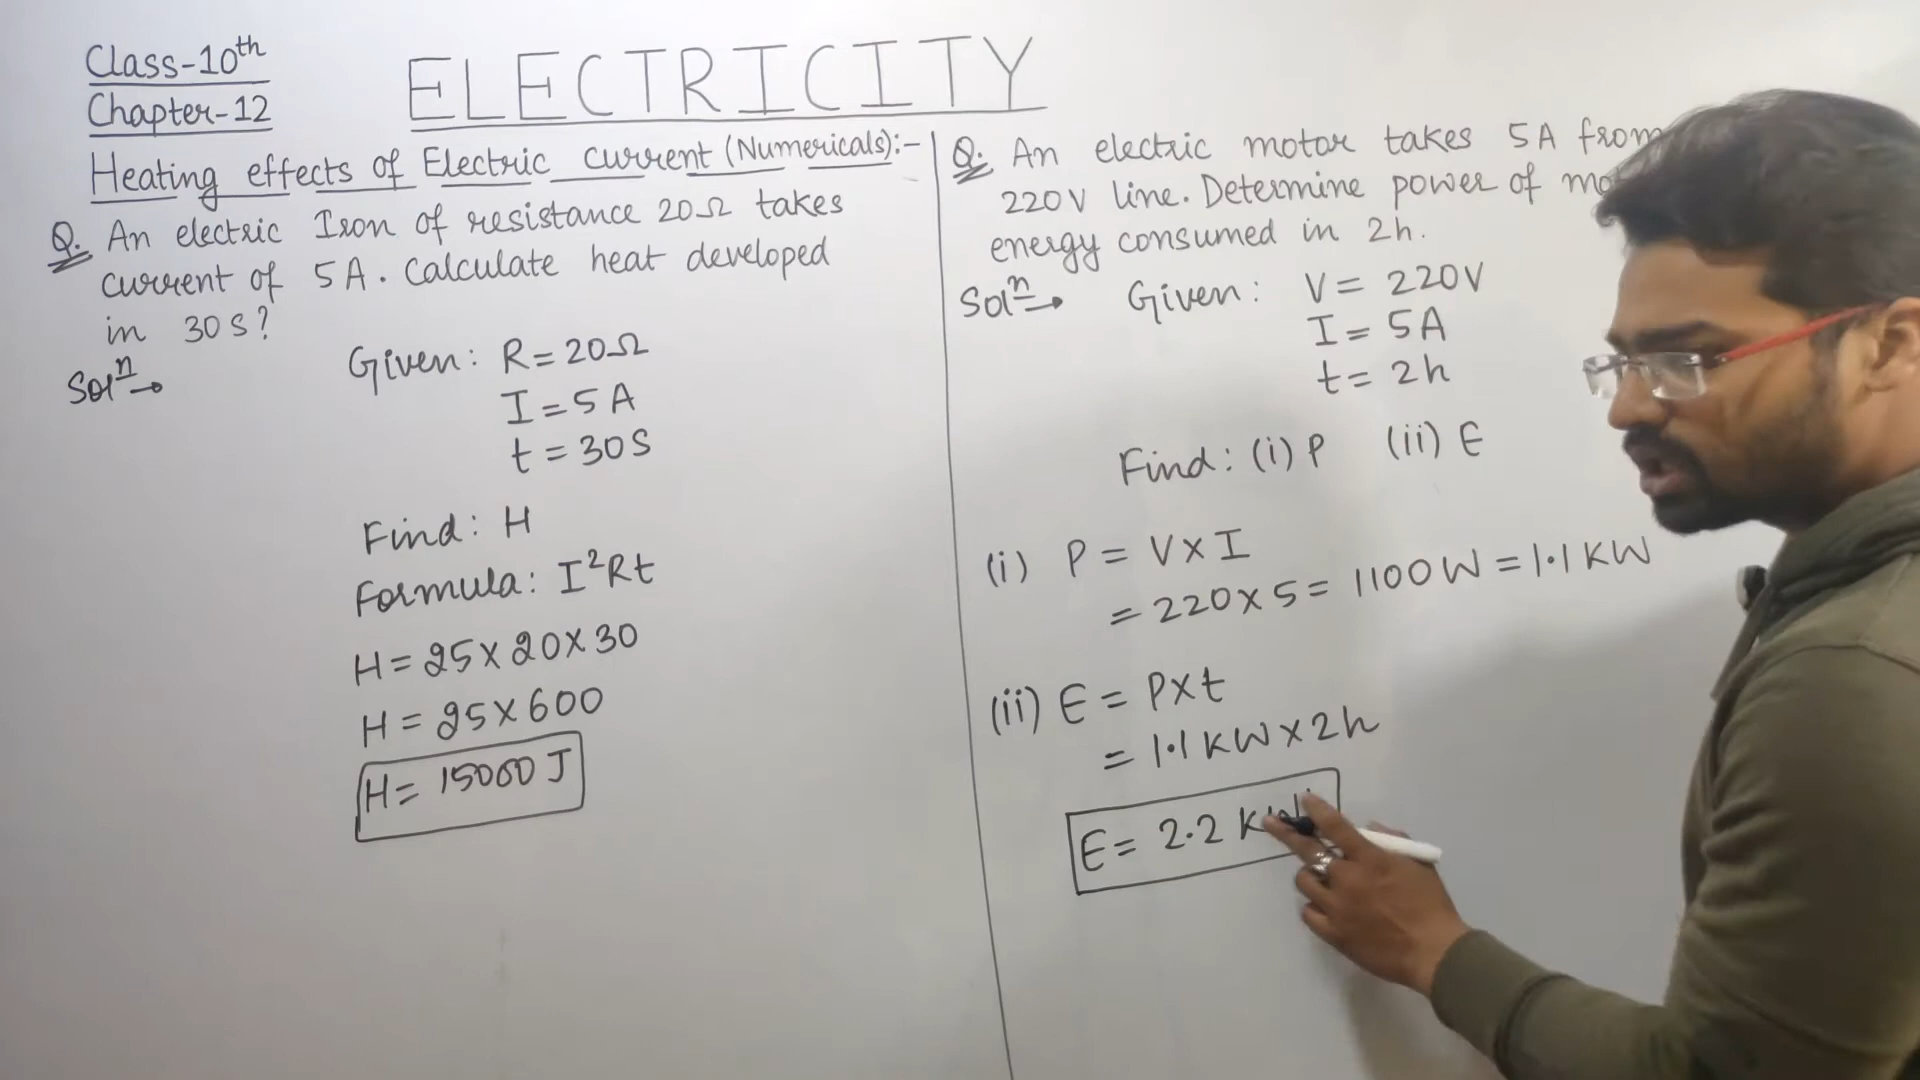 Class-10th
Chapter-12
ELECTRICITY
Heating effects of Electric current (Numericals):-
Q. An electric Iron of resistance 20Ω takes
current of 5A. Calculate heat developed
in 30S?
Solⁿ→
Given: R=20Ω
I=5A
t=30S
Find: H
Formula: I²Rt
H=25×20×30
H=25×600
H=15000J
Q. An electric motor takes 5A from
220V line. Determine power of
energy consumed in 2h.
Solⁿ→ Given: V=220V
I=5A
t=2h
Find: (i) P (ii) E
(i) P = V×I
=220×5=1100W=1.1KW
(ii) E = P×t
=1.1KW×2h
E=2.2